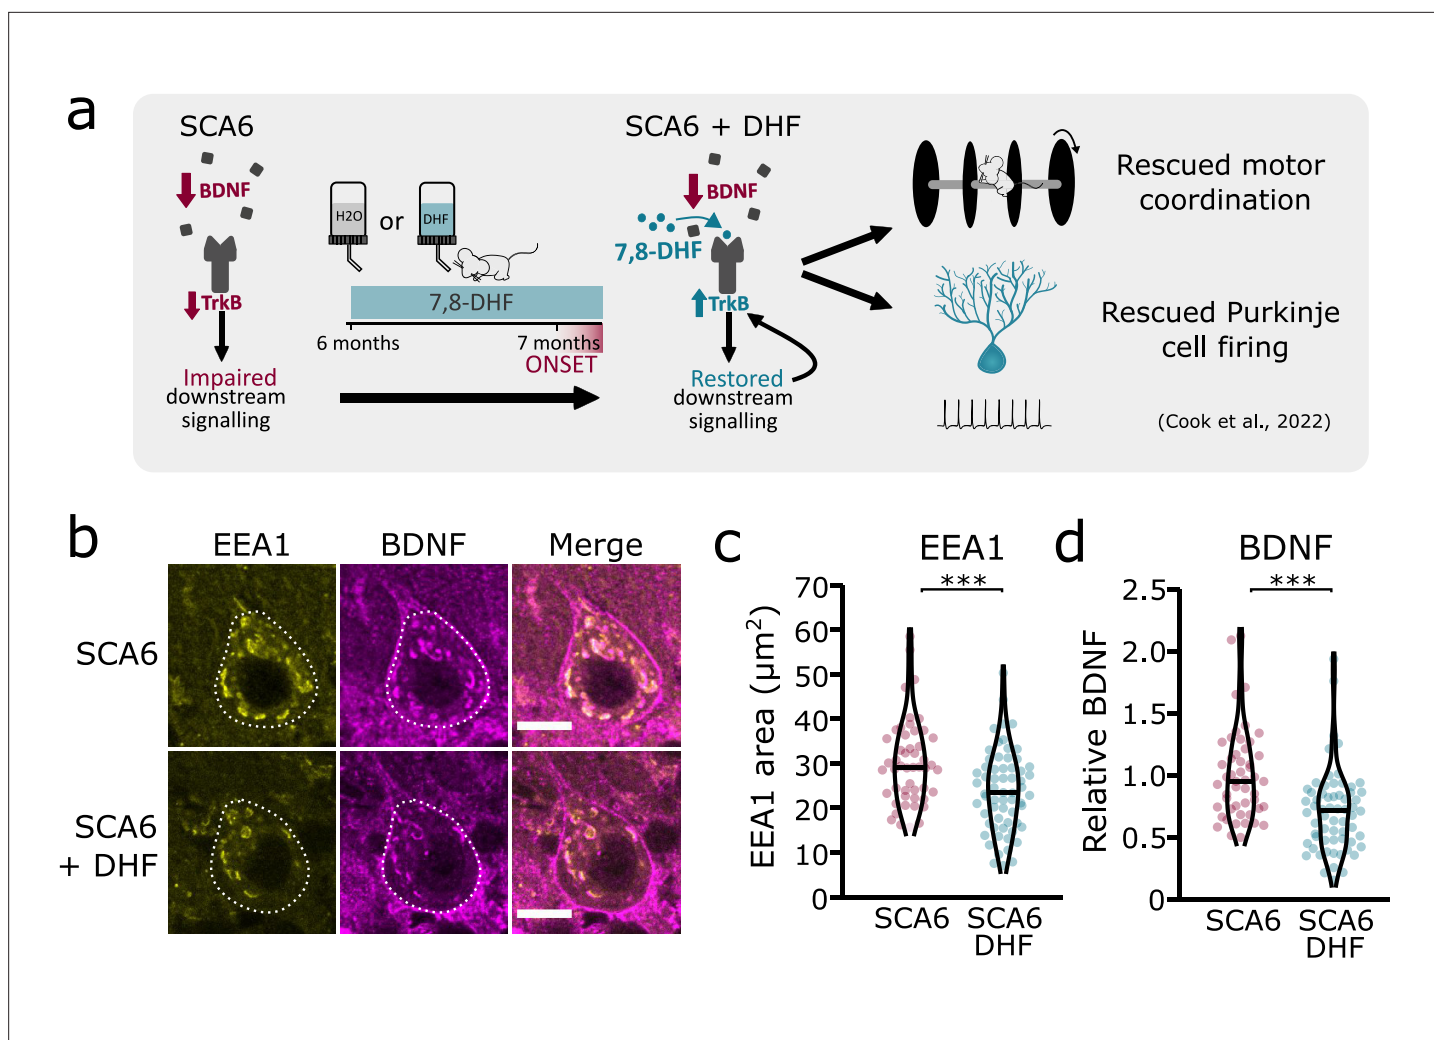 a
SCA6
BDNF
TrkB
Impaired
downstream
signalling
H2O
or
DHF
7,8-DHF
6 months
7 months
ONSET
SCA6 + DHF
BDNF
7,8-DHF
TrkB
Restored
downstream
signalling
Rescued motor
coordination
Rescued Purkinje
cell firing
(Cook et al., 2022)
b
EEA1
BDNF
Merge
SCA6
SCA6
+ DHF
c
EEA1
***
EEA1 area (µm²)
70
60
50
40
30
20
10
0
SCA6
SCA6
DHF
d
BDNF
***
Relative BDNF
2.5
2.0
1.5
1.0
0.5
0
SCA6
SCA6
DHF